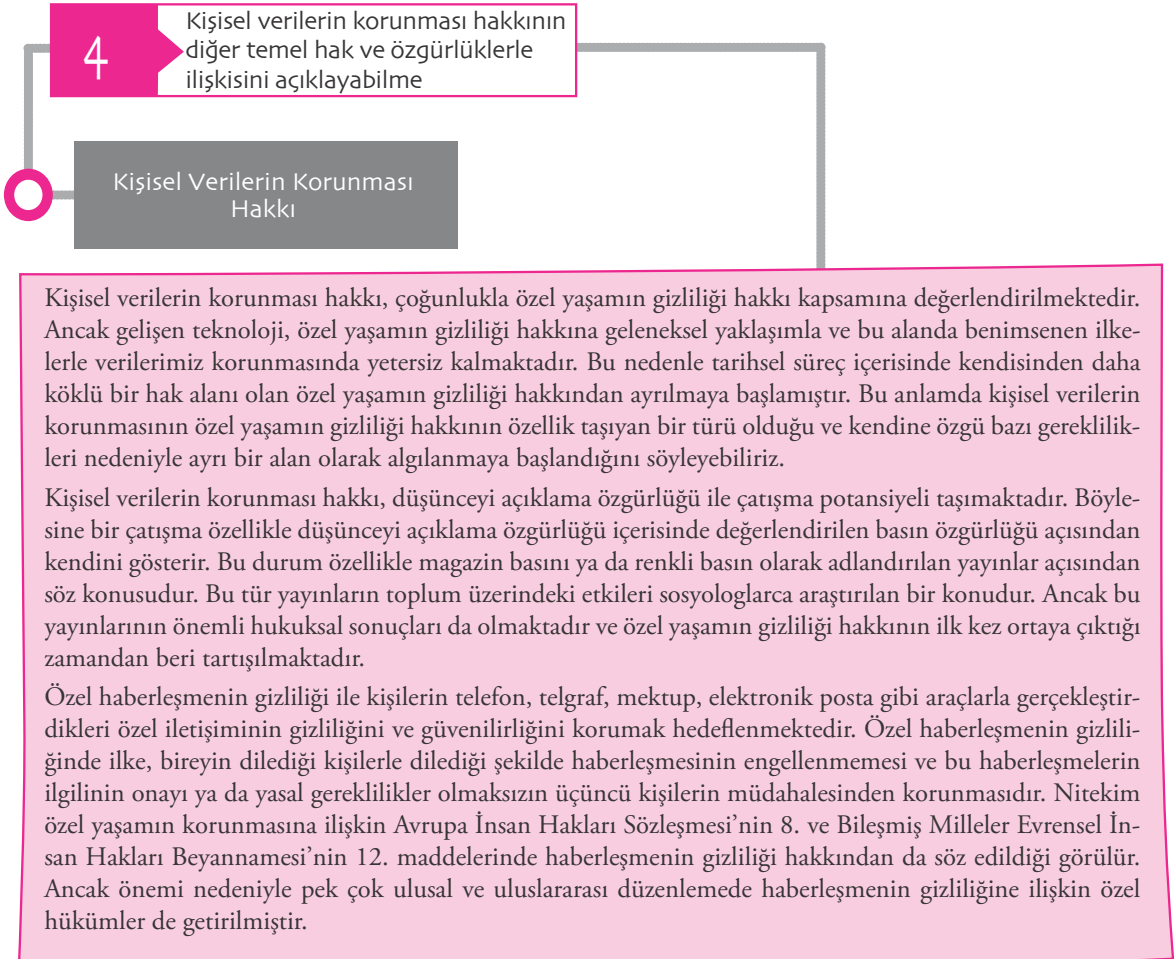 4
Kişisel verilerin korunması hakkının
diğer temel hak ve özgürlüklerle
ilişkisini açıklayabilme
Kişisel Verilerin Korunması
Hakkı
Kişisel verilerin korunması hakkı, çoğunlukla özel yaşamın gizliliği hakkı kapsamına değerlendirilmektedir.
Ancak gelişen teknoloji, özel yaşamın gizliliği hakkına geleneksel yaklaşımla ve bu alanda benimsenen ilke-
lerle verilerimiz korunmasında yetersiz kalmaktadır. Bu nedenle tarihsel süreç içerisinde kendisinden daha
köklü bir hak alanı olan özel yaşamın gizliliği hakkından ayrılmaya başlamıştır. Bu anlamda kişisel verilerin
korunmasının özel yaşamın gizliliği hakkının özellik taşıyan bir türü olduğu ve kendine özgü bazı gereklilik-
leri nedeniyle ayrı bir alan olarak algılanmaya başlandığını söyleyebiliriz.
Kişisel verilerin korunması hakkı, düşünceyi açıklama özgürlüğü ile çatışma potansiyeli taşımaktadır. Böyle-
sine bir çatışma özellikle düşünceyi açıklama özgürlüğü içerisinde değerlendirilen basın özgürlüğü açısından
kendini gösterir. Bu durum özellikle magazin basını ya da renkli basın olarak adlandırılan yayınlar açısından
söz konusudur. Bu tür yayınların toplum üzerindeki etkileri sosyologlarca araştırılan bir konudur. Ancak bu
yayınlarının önemli hukuksal sonuçları da olmaktadır ve özel yaşamın gizliliği hakkının ilk kez ortaya çıktığı
zamandan beri tartışılmaktadır.
Özel haberleşmenin gizliliği ile kişilerin telefon, telgraf, mektup, elektronik posta gibi araçlarla gerçekleştir-
dikleri özel iletişiminin gizliliğini ve güvenilirliğini korumak hedeflenmektedir. Özel haberleşmenin gizlili-
ğinde ilke, bireyin dilediği kişilerle dilediği şekilde haberleşmesinin engellenmemesi ve bu haberleşmelerin
ilgilinin onayı ya da yasal gereklilikler olmaksızın üçüncü kişilerin müdahalesinden korunmasıdır. Nitekim
özel yaşamın korunmasına ilişkin Avrupa İnsan Hakları Sözleşmesi’nin 8. ve Bileşmiş Milleler Evrensel İn-
san Hakları Beyannamesi’nin 12. maddelerinde haberleşmenin gizliliği hakkından da söz edildiği görülür.
Ancak önemi nedeniyle pek çok ulusal ve uluslararası düzenlemede haberleşmenin gizliliğine ilişkin özel
hükümler de getirilmiştir.